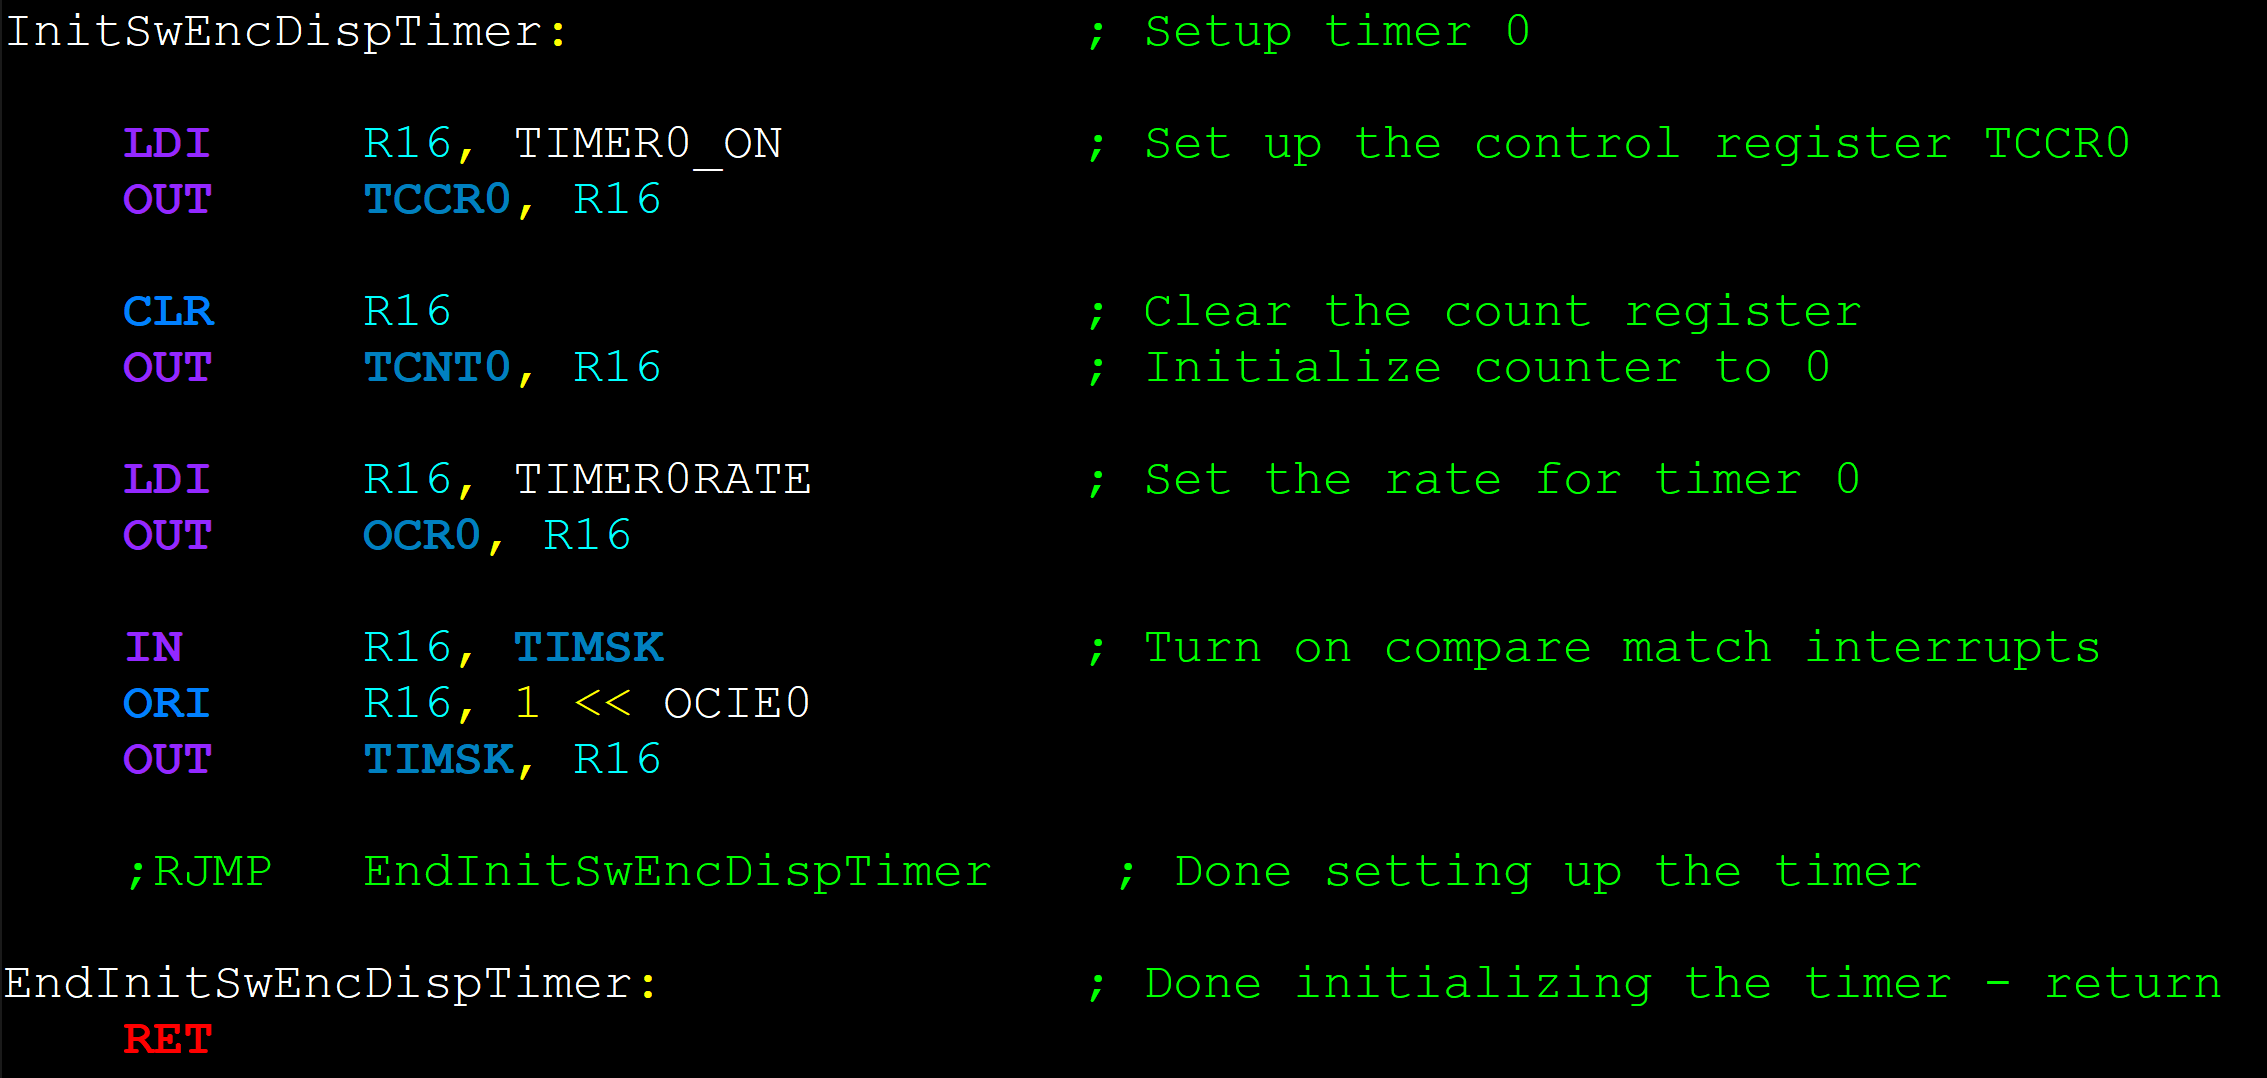 InitSwEncDispTimer: ; Setup timer 0
LDI R16, TIMER0_ON ; Set up the control register TCCR0
OUT TCCR0, R16
CLR R16 ; Clear the count register
OUT TCNT0, R16 ; Initialize counter to 0
LDI R16, TIMER0RATE ; Set the rate for timer 0
OUT OCR0, R16
IN R16, TIMSK ; Turn on compare match interrupts
ORI R16, 1 << OCIE0
OUT TIMSK, R16
;RJMP EndInitSwEncDispTimer ; Done setting up the timer
EndInitSwEncDispTimer: ; Done initializing the timer - return
RET